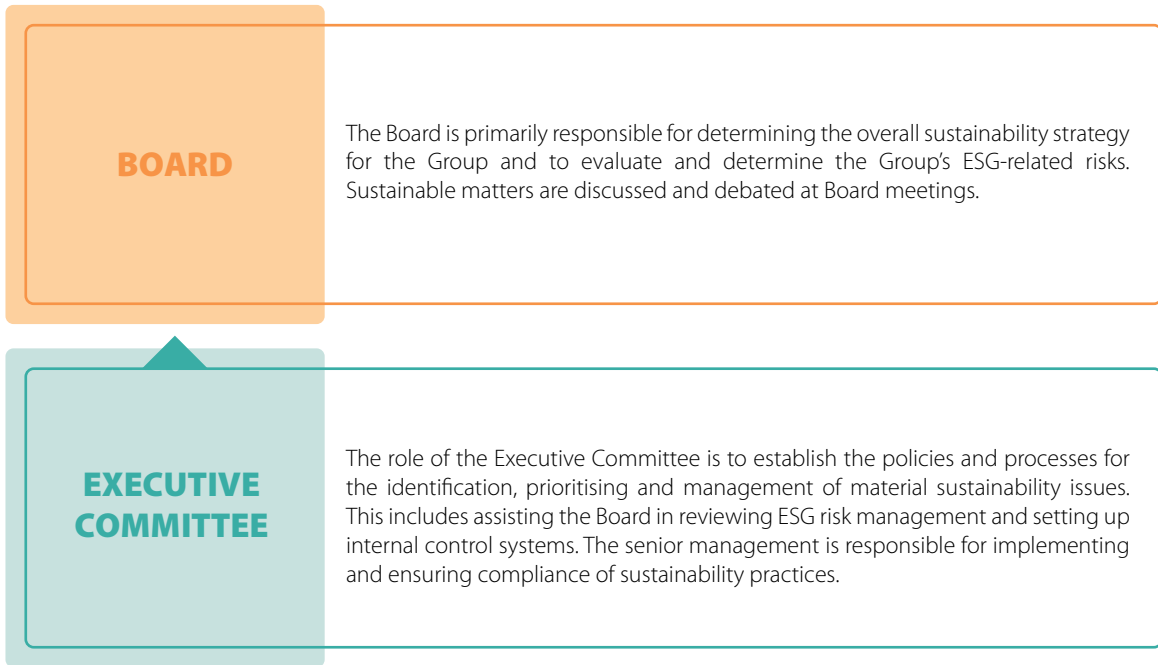 BOARD
The Board is primarily responsible for determining the overall sustainability strategy
for the Group and to evaluate and determine the Group’s ESG-related risks.
Sustainable matters are discussed and debated at Board meetings.
EXECUTIVE
COMMITTEE
The role of the Executive Committee is to establish the policies and processes for
the identification, prioritising and management of material sustainability issues.
This includes assisting the Board in reviewing ESG risk management and setting up
internal control systems. The senior management is responsible for implementing
and ensuring compliance of sustainability practices.